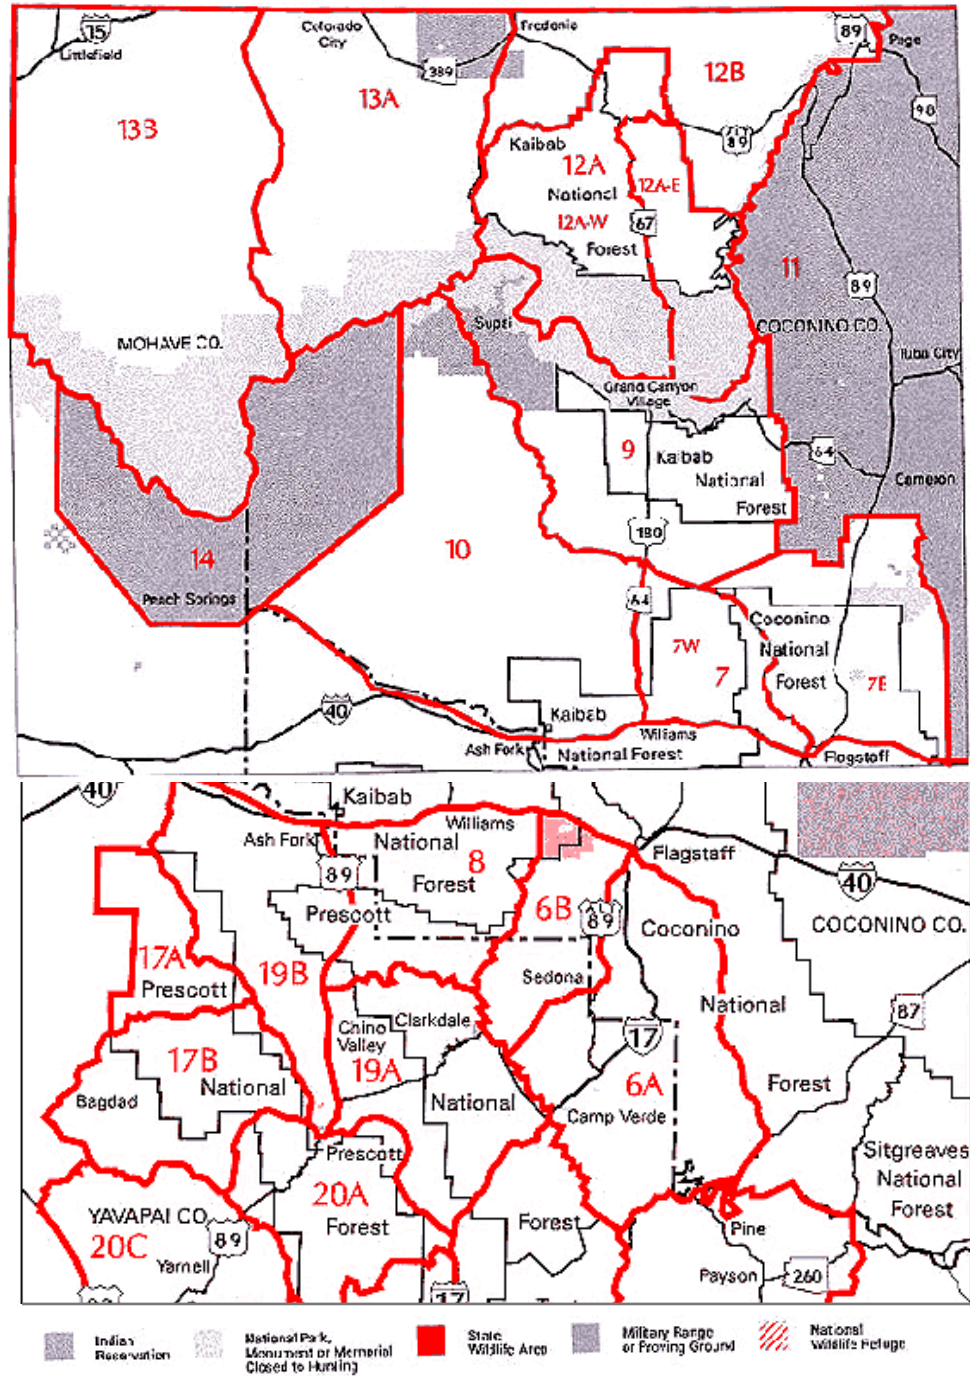 15
Littlefield
Colorado
City
389
Fredonia
89
Page
13B
13A
12B
98
ALT
89
Kaibab
12A
National
12A-E
12A-W
67
Forest
11
89
MOHAVE CO.
Supai
COCONINO CO.
Tuba City
Grand Canyon
Village
9
Kaibab
National
Forest
64
Cameron
180
14
10
Peach Springs
64
7W
7
Coconino
National
Forest
7E
40
Kaibab
National Forest
Ash Fork
Williams
Flagstaff
40
Kaibab
National
Forest
Ash Fork
Williams
8
Flagstaff
89
Prescott
6B
ALT
89
Coconino
40
COCONINO CO.
17A
Prescott
19B
Sedona
National
87
Chino
Valley
Clarkdale
17
17B
National
19A
National
6A
Forest
Bagdad
Camp Verde
Sitgreaves
National
Forest
Prescott
20A
Forest
YAVAPAI CO.
20C
89
Yarnell
Forest
Pine
Payson
260
17
Indian
Reservation
National Park,
Monument or Memorial
Closed to Hunting
State
Wildlife Area
Military Range
or Proving Ground
National
Wildlife Refuge